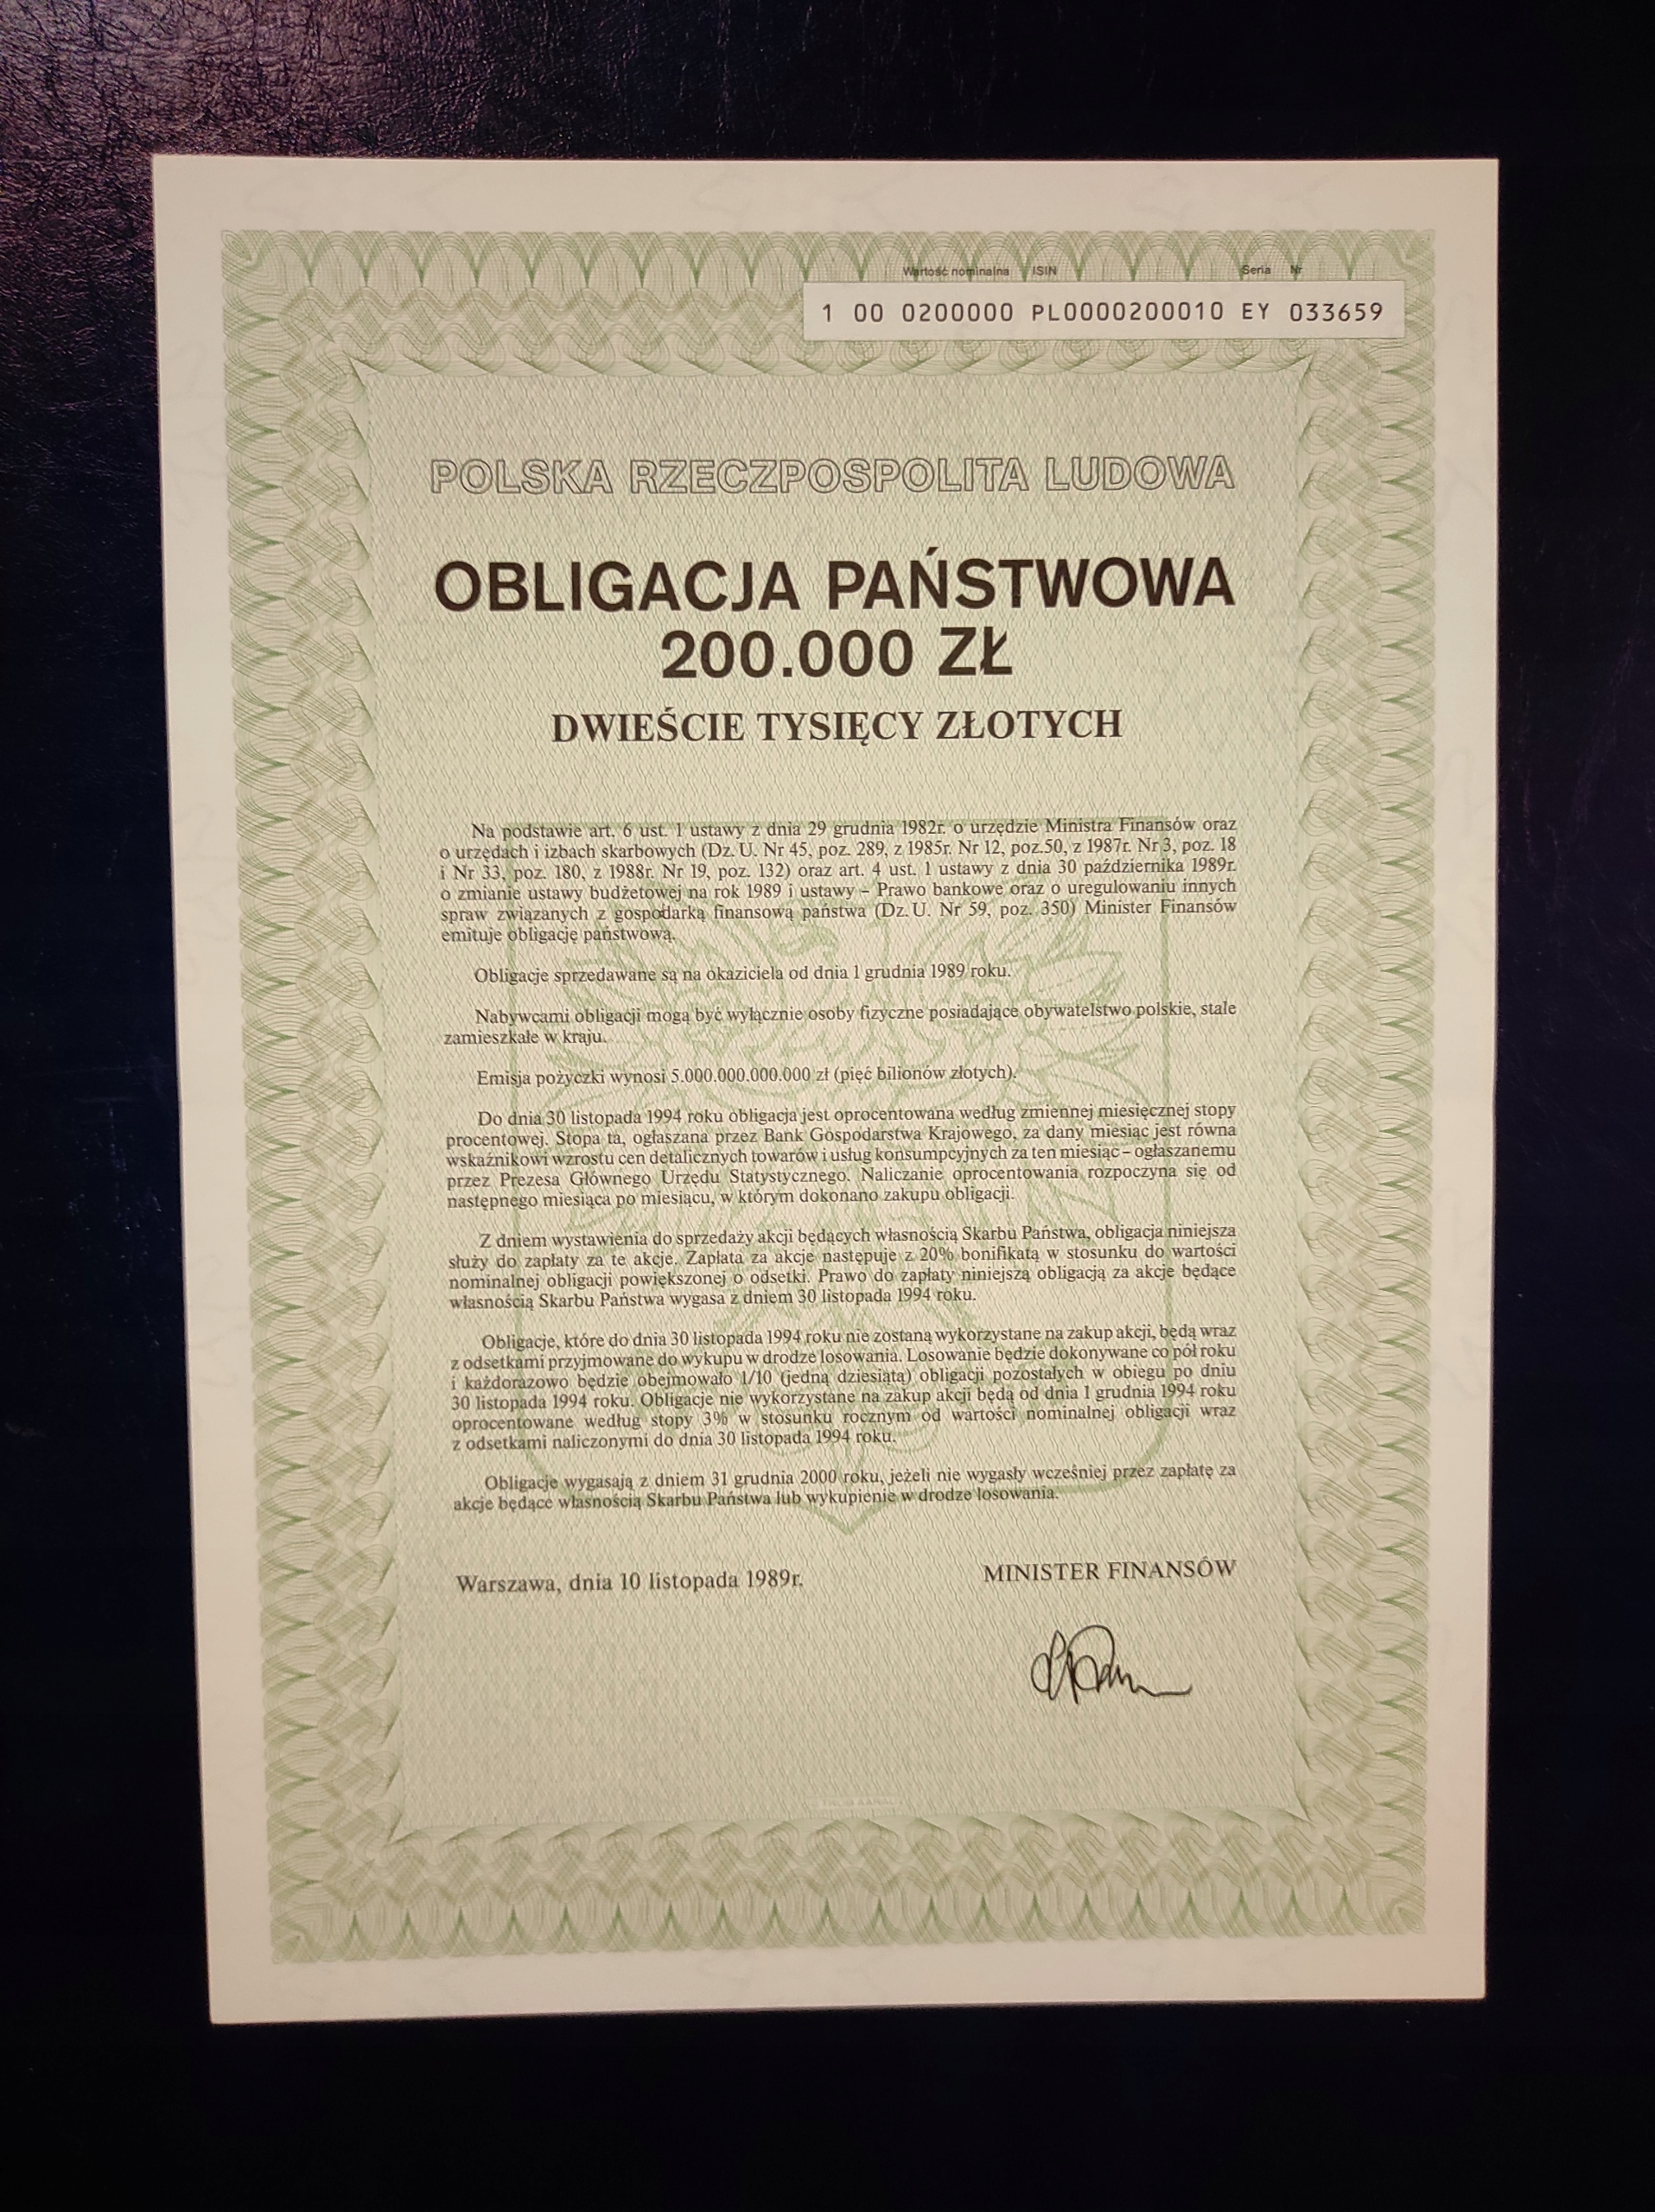 Wartość nominalna ISIN Seria Nr
1 00 0200000 PL0000200010 EY 033659
POLSKA RZECZPOSPOLITA LUDOWA
OBLIGACJA PAŃSTWOWA
200.000 ZŁ
DWIEŚCIE TYSIĘCY ZŁOTYCH
Na podstawie art. 6 ust. 1 ustawy z dnia 29 grudnia 1982r. o urzędzie Ministra Finansów oraz
o urzędach i izbach skarbowych (Dz. U. Nr 45, poz. 289, z 1985r. Nr 12, poz.50, z 1987r. Nr 3, poz. 18
i Nr 33, poz. 180, z 1988r. Nr 19, poz. 132) oraz art. 4 ust. 1 ustawy z dnia 30 października 1989r.
o zmianie ustawy budżetowej na rok 1989 i ustawy – Prawo bankowe oraz o uregulowaniu innych
spraw związanych z gospodarką finansową państwa (Dz. U. Nr 59, poz. 350) Minister Finansów
emituje obligację państwową.
Obligacje sprzedawane są na okaziciela od dnia 1 grudnia 1989 roku.
Nabywcami obligacji mogą być wyłącznie osoby fizyczne posiadające obywatelstwo polskie, stale
zamieszkałe w kraju.
Emisja pożyczki wynosi 5.000.000.000.000 zł (pięć bilionów złotych).
Do dnia 30 listopada 1994 roku obligacja jest oprocentowana według zmiennej miesięcznej stopy
procentowej. Stopa ta, ogłaszana przez Bank Gospodarstwa Krajowego, za dany miesiąc jest równa
wskaźnikowi wzrostu cen detalicznych towarów i usług konsumpcyjnych za ten miesiąc – ogłaszanemu
przez Prezesa Głównego Urzędu Statystycznego. Naliczanie oprocentowania rozpoczyna się od
następnego miesiąca po miesiącu, w którym dokonano zakupu obligacji.
Z dniem wystawienia do sprzedaży akcji będących własnością Skarbu Państwa, obligacja niniejsza
służy do zapłaty za te akcje. Zapłata za akcje następuje z 20% bonifikatą w stosunku do wartości
nominalnej obligacji powiększonej o odsetki. Prawo do zapłaty niniejszą obligacją za akcje będące
własnością Skarbu Państwa wygasa z dniem 30 listopada 1994 roku.
Obligacje, które do dnia 30 listopada 1994 roku nie zostaną wykorzystane na zakup akcji, będą wraz
z odsetkami przyjmowane do wykupu w drodze losowania. Losowanie będzie dokonywane co pół roku
i każdorazowo będzie obejmowało 1/10 (jedną dziesiątą) obligacji pozostałych w obiegu po dniu
30 listopada 1994 roku. Obligacje nie wykorzystane na zakup akcji będą od dnia 1 grudnia 1994 roku
oprocentowane według stopy 3% w stosunku rocznym od wartości nominalnej obligacji wraz
z odsetkami naliczonymi do dnia 30 listopada 1994 roku.
Obligacje wygasają z dniem 31 grudnia 2000 roku, jeżeli nie wygasły wcześniej przez zapłatę za
akcje będące własnością Skarbu Państwa lub wykupienie w drodze losowania.
Warszawa, dnia 10 listopada 1989r.
MINISTER FINANSÓW